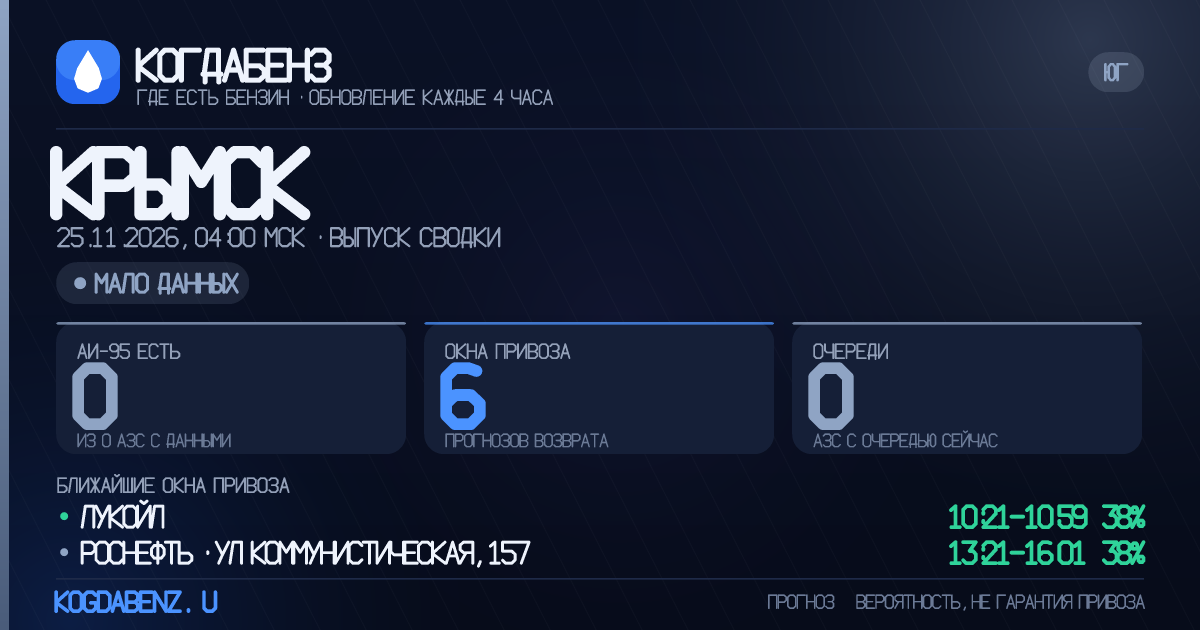 КОГДАБЕНЗ
ГДЕ ЕСТЬ БЕНЗИН · ОБНОВЛЕНИЕ КАЖДЫЕ 4 ЧАСА
ЮГ
КРЫМСК
25.11.2026, 04:00 МСК · ВЫПУСК СВОДКИ
МАЛО ДАННЫХ
АИ-95 ЕСТЬ
0
ИЗ 0 АЗС С ДАННЫМИ
ОКНА ПРИВОЗА
6
ПРОГНОЗОВ ВОЗВРАТА
ОЧЕРЕДИ
0
АЗС С ОЧЕРЕДЬЮ СЕЙЧАС
БЛИЖАЙШИЕ ОКНА ПРИВОЗА
• ЛУКОЙЛ 10:21–10:59 38%
• РОСНЕФТЬ · УЛ КОММУНИСТИЧЕСКАЯ, 157 13:21–16:01 38%
KOGDABENZ. U
ПРОГНОЗ ВЕРОЯТНОСТЬ, НЕ ГАРАНТИЯ ПРИВОЗА